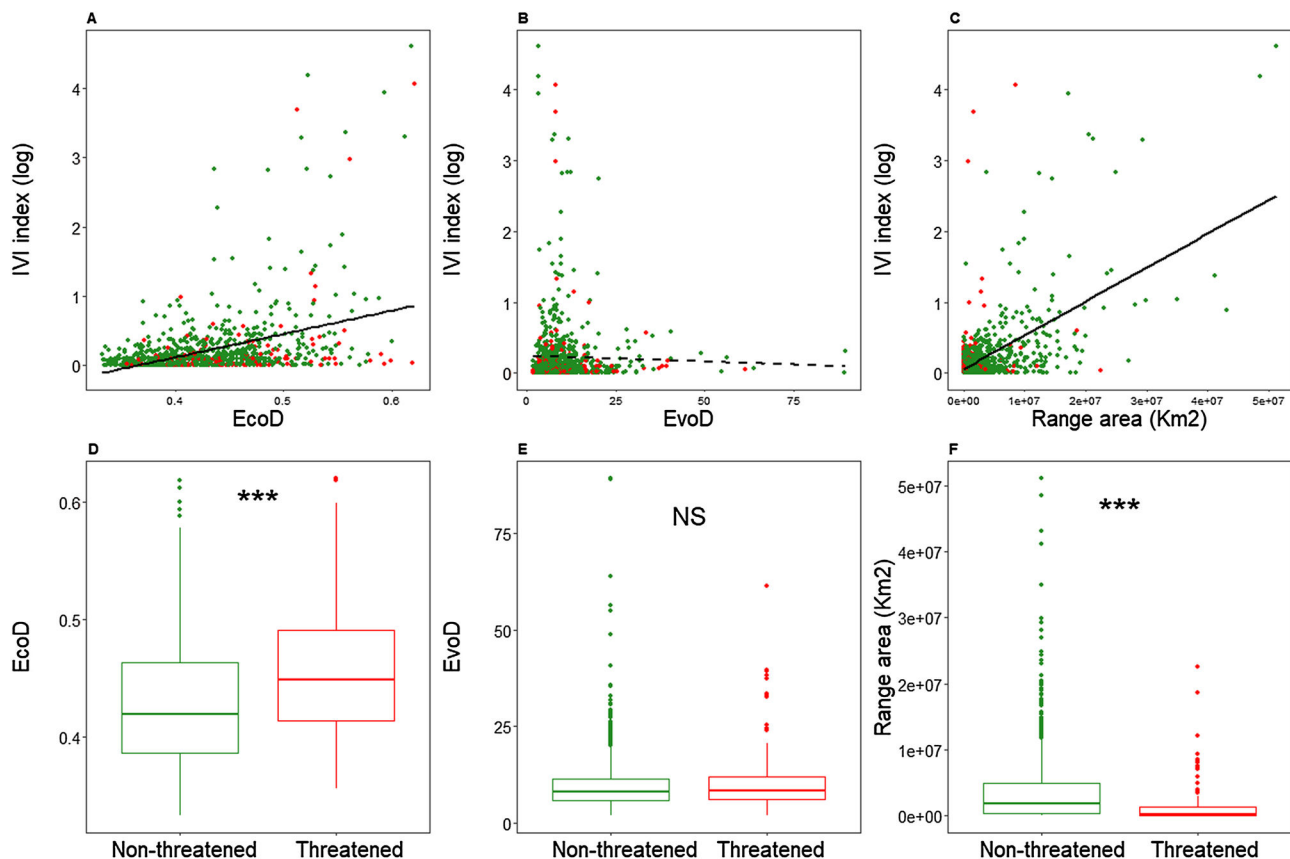 A
IVI index (log)
4
3
2
1
0
0.4
0.5
0.6
EcoD
B
IVI index (log)
4
3
2
1
0
0
25
50
75
EvoD
C
IVI index (log)
4
3
2
1
0
0e+00
1e+07
2e+07
3e+07
4e+07
5e+07
Range area (Km2)
D
EcoD
0.6
0.5
0.4
***
Non-threatened
Threatened
E
EvoD
75
50
25
0
NS
Non-threatened
Threatened
F
Range area (Km2)
5e+07
4e+07
3e+07
2e+07
1e+07
0e+00
***
Non-threatened
Threatened